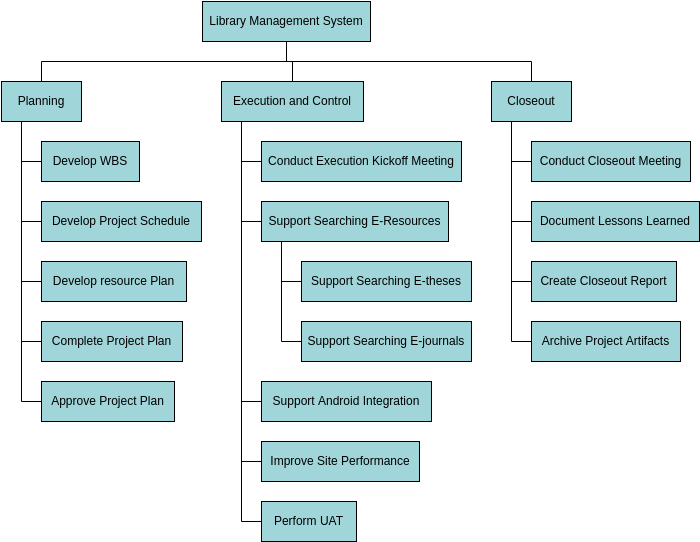 Library Management System
Planning
Execution and Control
Closeout
Develop WBS
Conduct Execution Kickoff Meeting
Conduct Closeout Meeting
Develop Project Schedule
Support Searching E-Resources
Document Lessons Learned
Develop resource Plan
Support Searching E-theses
Create Closeout Report
Complete Project Plan
Support Searching E-journals
Archive Project Artifacts
Approve Project Plan
Support Android Integration
Improve Site Performance
Perform UAT